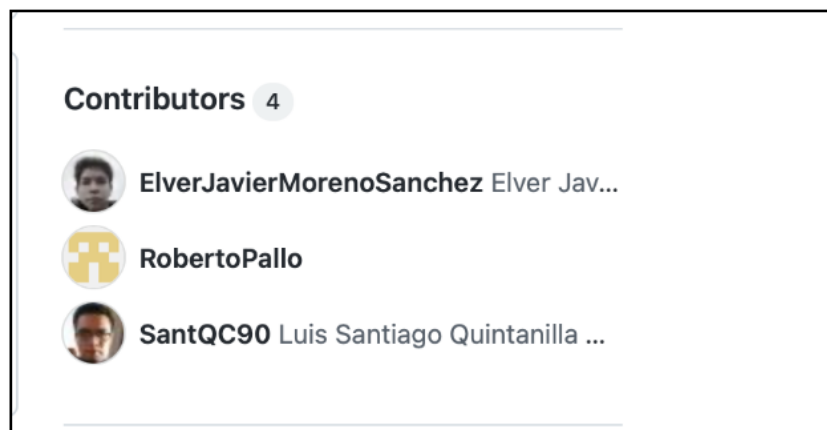 Contributors 4
ElverJavierMorenoSanchez Elver Jav...
RobertoPallo
SantQC90 Luis Santiago Quintanilla ...